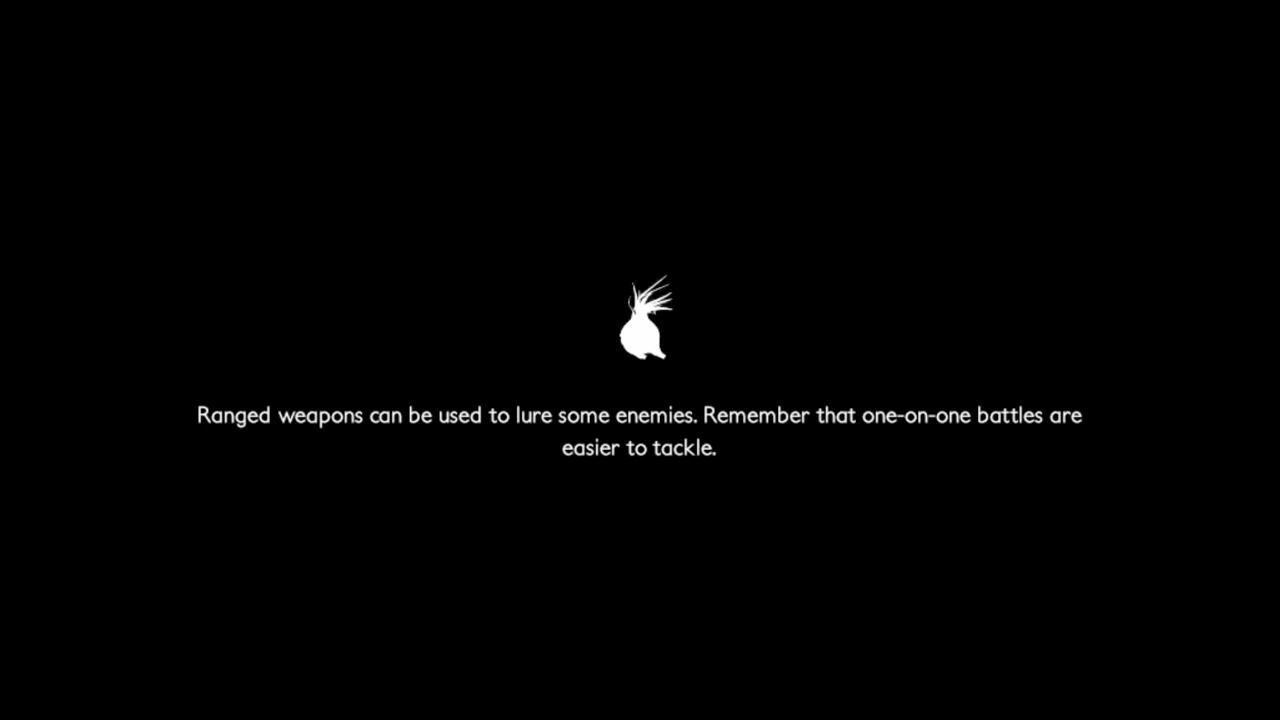 Ranged weapons can be used to lure some enemies. Remember that one-on-one battles are
easier to tackle.